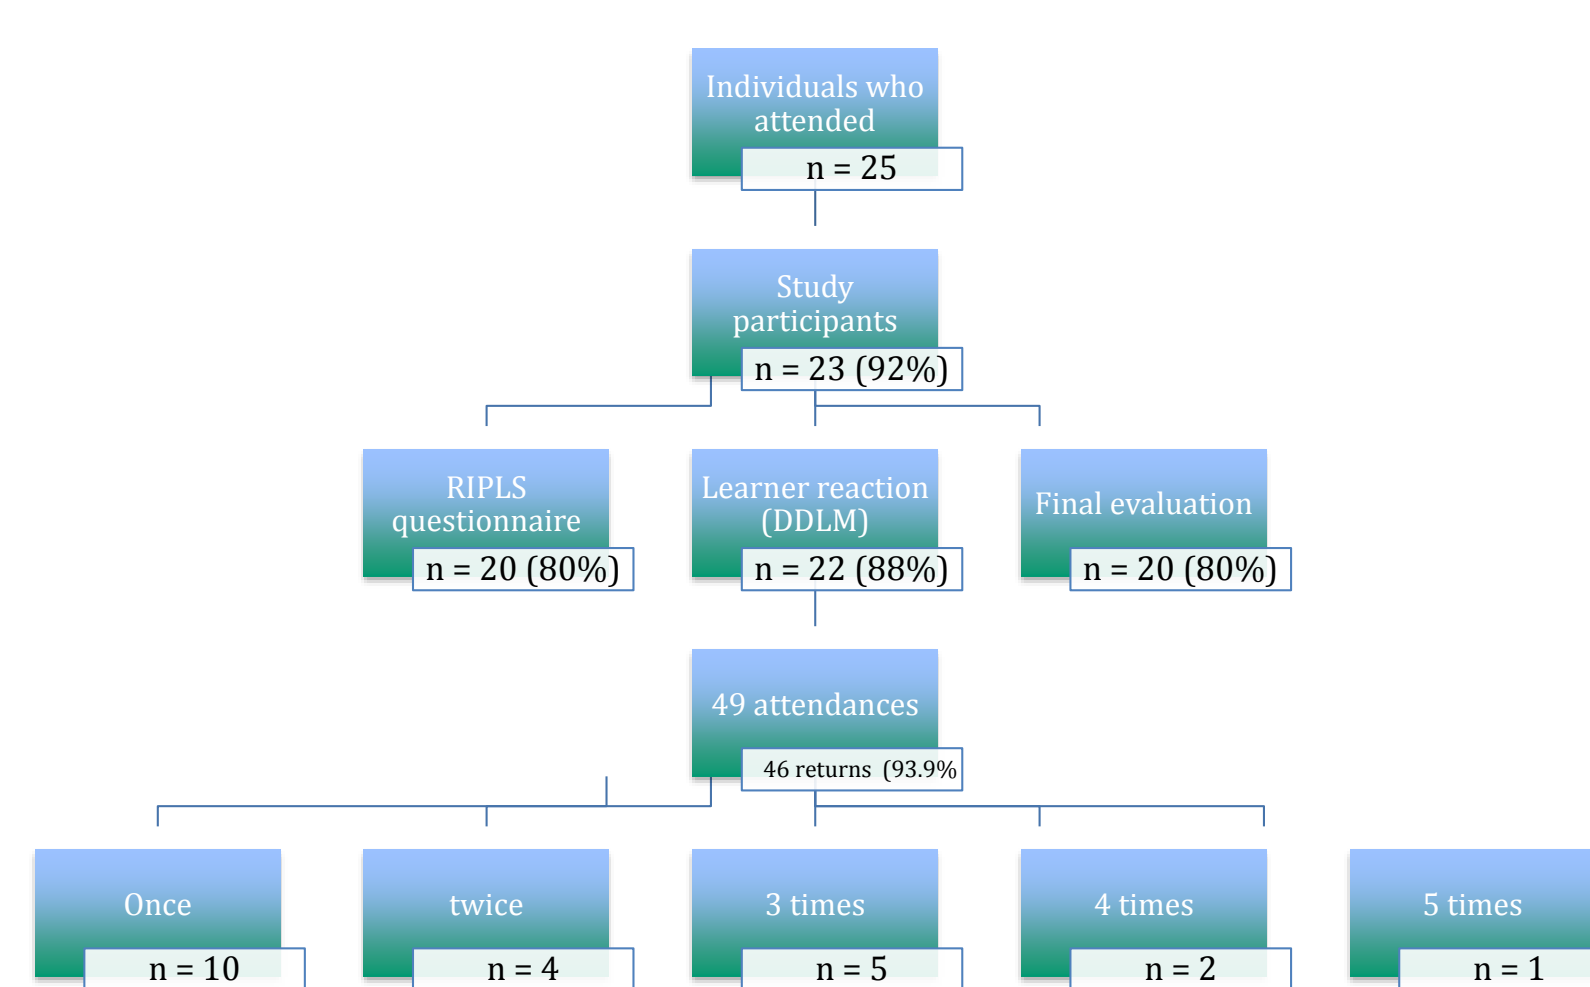 Individuals who
attended
n = 25
Study
participants
n = 23 (92%)
RIPLS
questionnaire
n = 20 (80%)
Learner reaction
(DDLM)
n = 22 (88%)
Final evaluation
n = 20 (80%)
49 attendances
46 returns (93.9%
Once
n = 10
twice
n = 4
3 times
n = 5
4 times
n = 2
5 times
n = 1